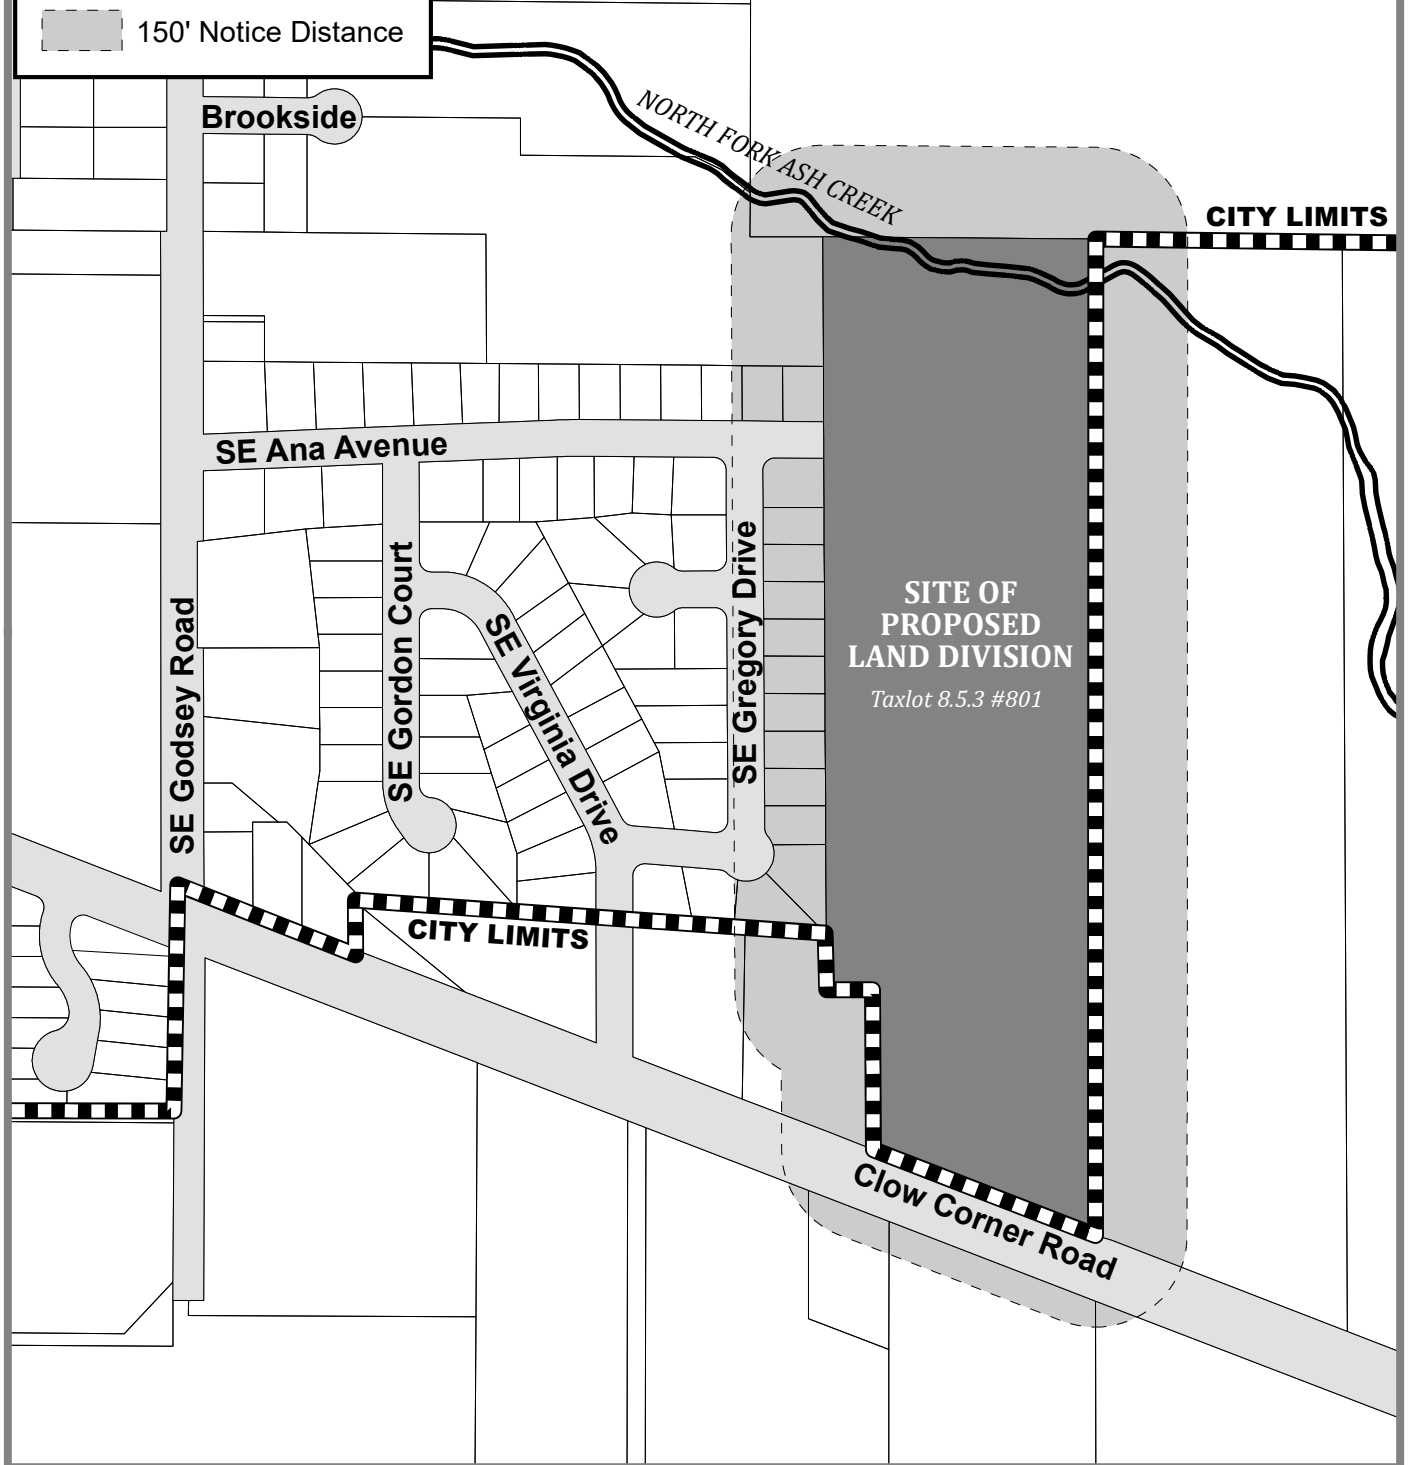 150' Notice Distance
NORTH FORK ASH CREEK
Brookside
CITY LIMITS
SE Ana Avenue
SE Godsey Road
SE Gordon Court
SE Virginia Drive
SE Gregory Drive
SITE OF
PROPOSED
LAND DIVISION
Taxlot 8.5.3 #801
CITY LIMITS
Clow Corner Road